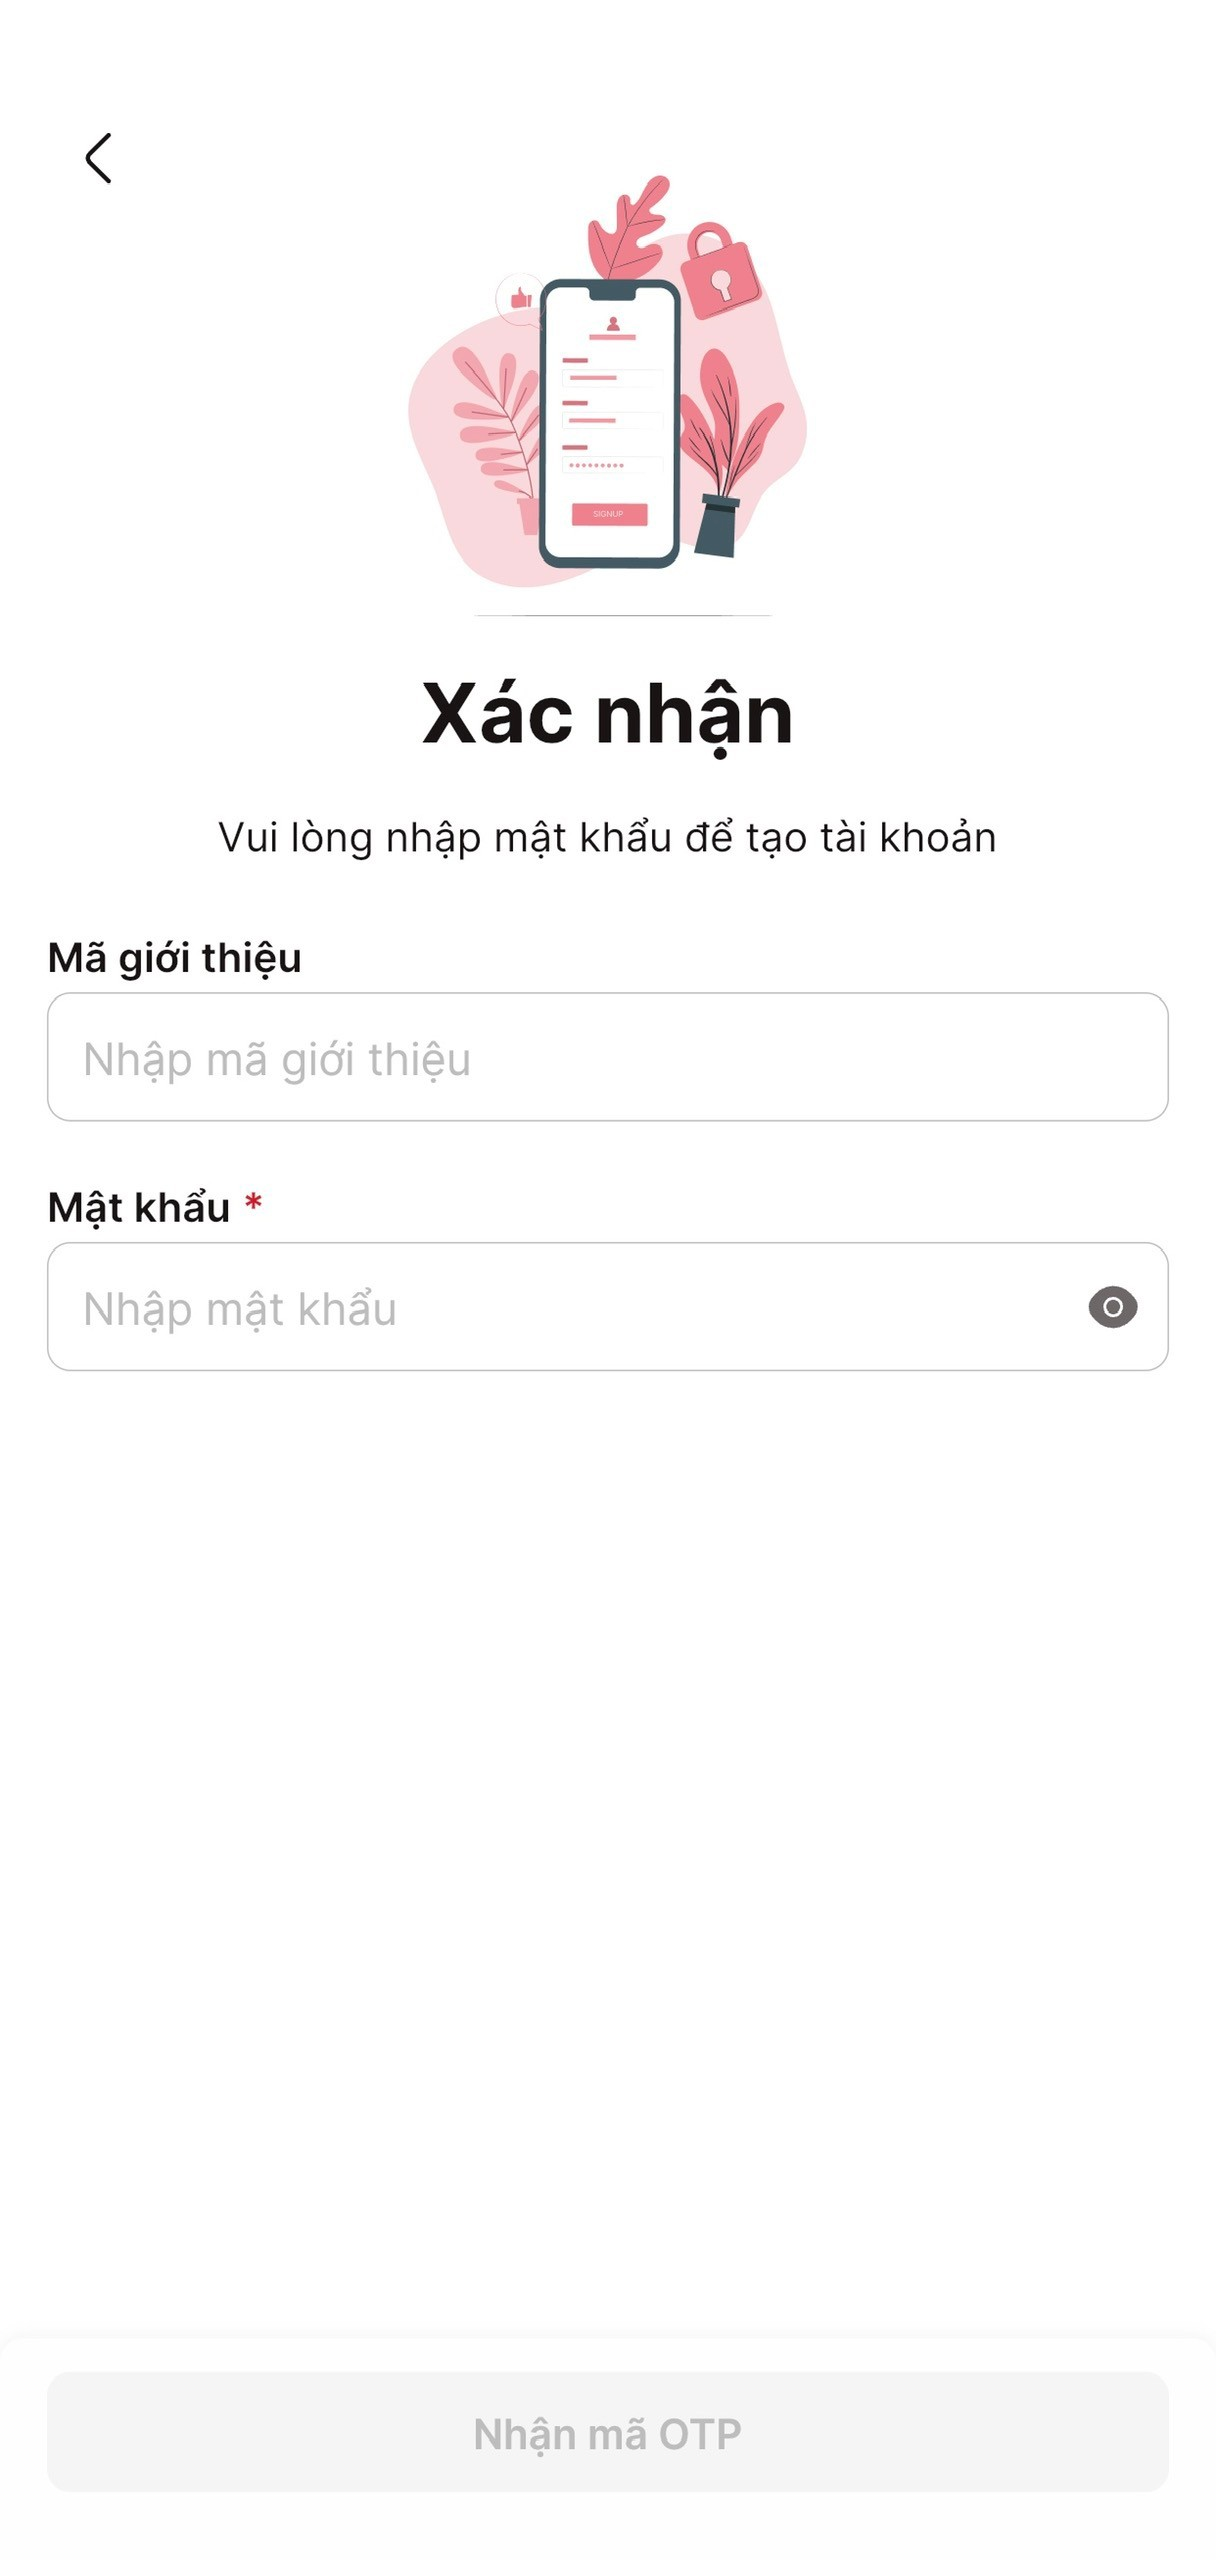 SIGNUP
Xác nhận
Vui lòng nhập mật khẩu để tạo tài khoản
Mã giới thiệu
Nhập mã giới thiệu
Mật khẩu *
Nhập mật khẩu
Nhận mã OTP